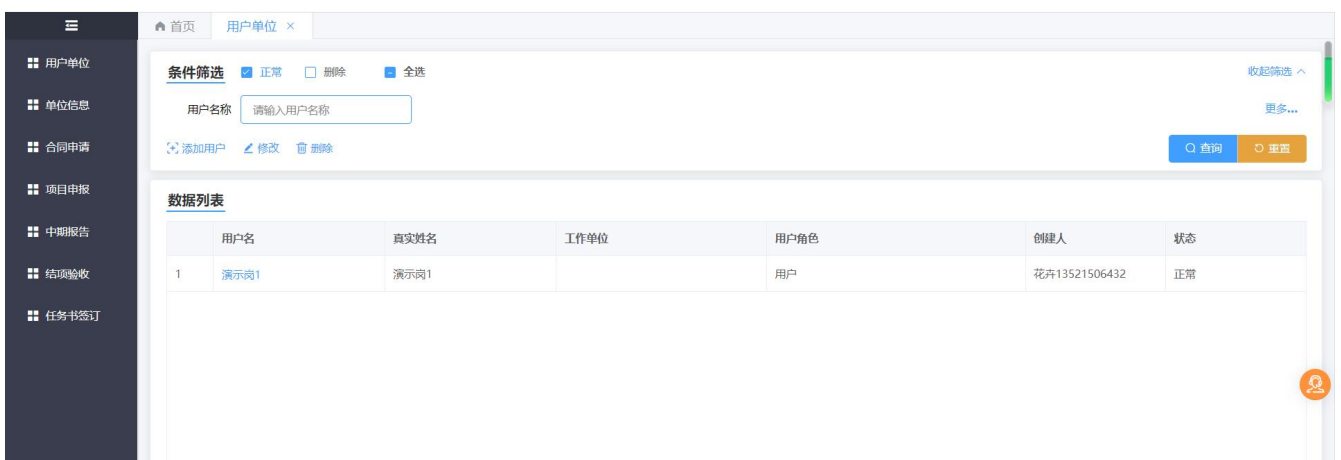 首页 用户单位 ×
用户单位
单位信息
合同申请
项目申报
中期报告
结项验收
任务书签订
条件筛选 正常 删除 全选 收起筛选
用户名称 请输入用户名称 更多...
添加用户 修改 删除 查询 重置
数据列表
用户名 真实姓名 工作单位 用户角色 创建人 状态
1 演示岗1 演示岗1 用户 花卉13521506432 正常